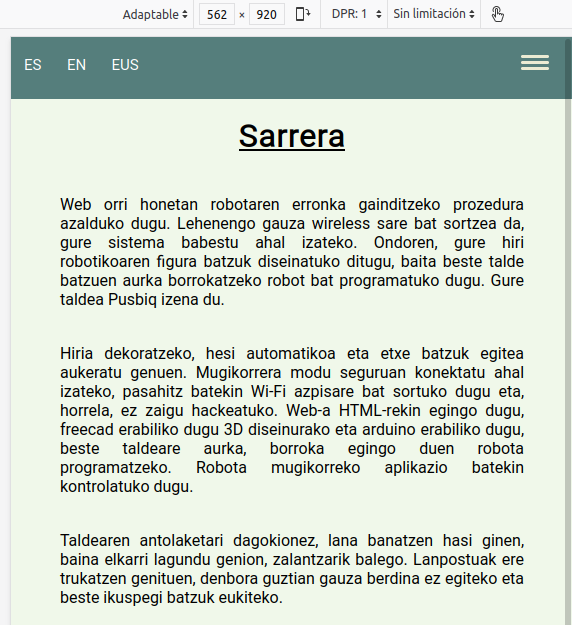 Adaptable 562 × 920 DPR: 1 Sin limitación
ES EN EUS
Sarrera
Web orri honetan robotaren erronka gainditzeko prozedura
azalduko dugu. Lehenengo gauza wireless sare bat sortzea da,
gure sistema babestu ahal izateko. Ondoren, gure hiri
robotikoaren figura batzuk diseinatuko ditugu, baita beste talde
batzuen aurka borrokatzeko robot bat programatuko dugu. Gure
taldea Pusbiq izena du.
Hiria dekoratzeko, hesi automatikoa eta etxe batzuk egitea
aukeratu genuen. Mugikorrera modu seguruan konektatu ahal
izateko, pasahitz batekin Wi-Fi azpisare bat sortuko dugu eta,
horrela, ez zaigu hackeatuko. Web-a HTML-rekin egingo dugu,
freecad erabiliko dugu 3D diseinurako eta arduino erabiliko dugu,
beste taldeare aurka, borroka egingo duen robota
programatzeko. Robota mugikorreko aplikazio batekin
kontrolatuko dugu.
Taldearen antolaketari dagokionez, lana banatzen hasi ginen,
baina elkarri lagundu genion, zalantzarik balego. Lanpostuak ere
trukatzen genituen, denbora guztian gauza berdina ez egiteko eta
beste ikuspegi batzuk eukiteko.